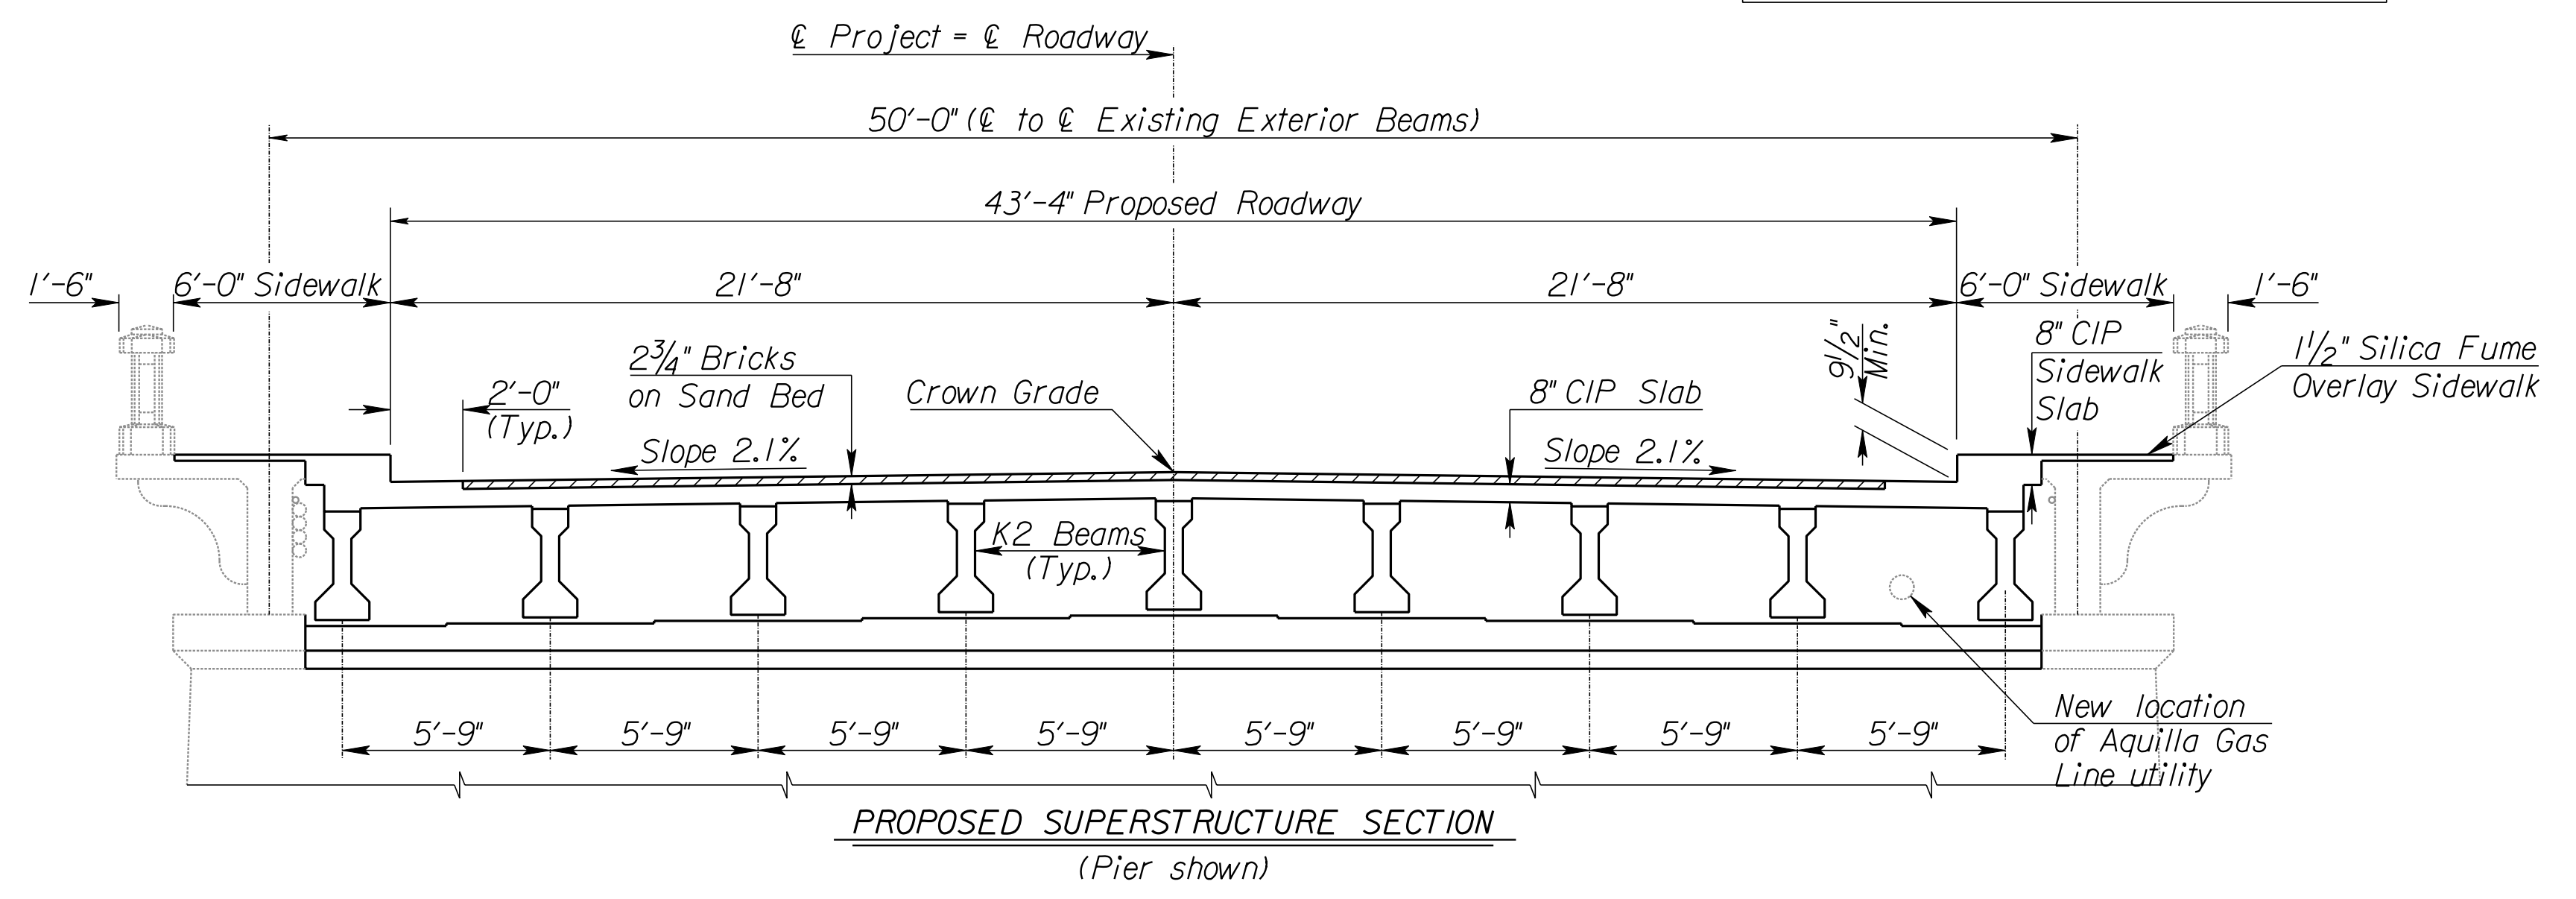 ℄ Project = ℄ Roadway
50'-0" (℄ to ℄ Existing Exterior Beams)
43'-4" Proposed Roadway
1'-6"
6'-0" Sidewalk
21'-8"
21'-8"
6'-0" Sidewalk
1'-6"
2¾" Bricks
on Sand Bed
2'-0"
(Typ.)
Crown Grade
8" CIP Slab
9½"
Min.
8" CIP
Sidewalk
Slab
1½" Silica Fume
Overlay Sidewalk
Slope 2.1%
Slope 2.1%
K2 Beams
(Typ.)
New location
of Aquilla Gas
Line utility
5'-9"
5'-9"
5'-9"
5'-9"
5'-9"
5'-9"
5'-9"
5'-9"
PROPOSED SUPERSTRUCTURE SECTION
(Pier shown)